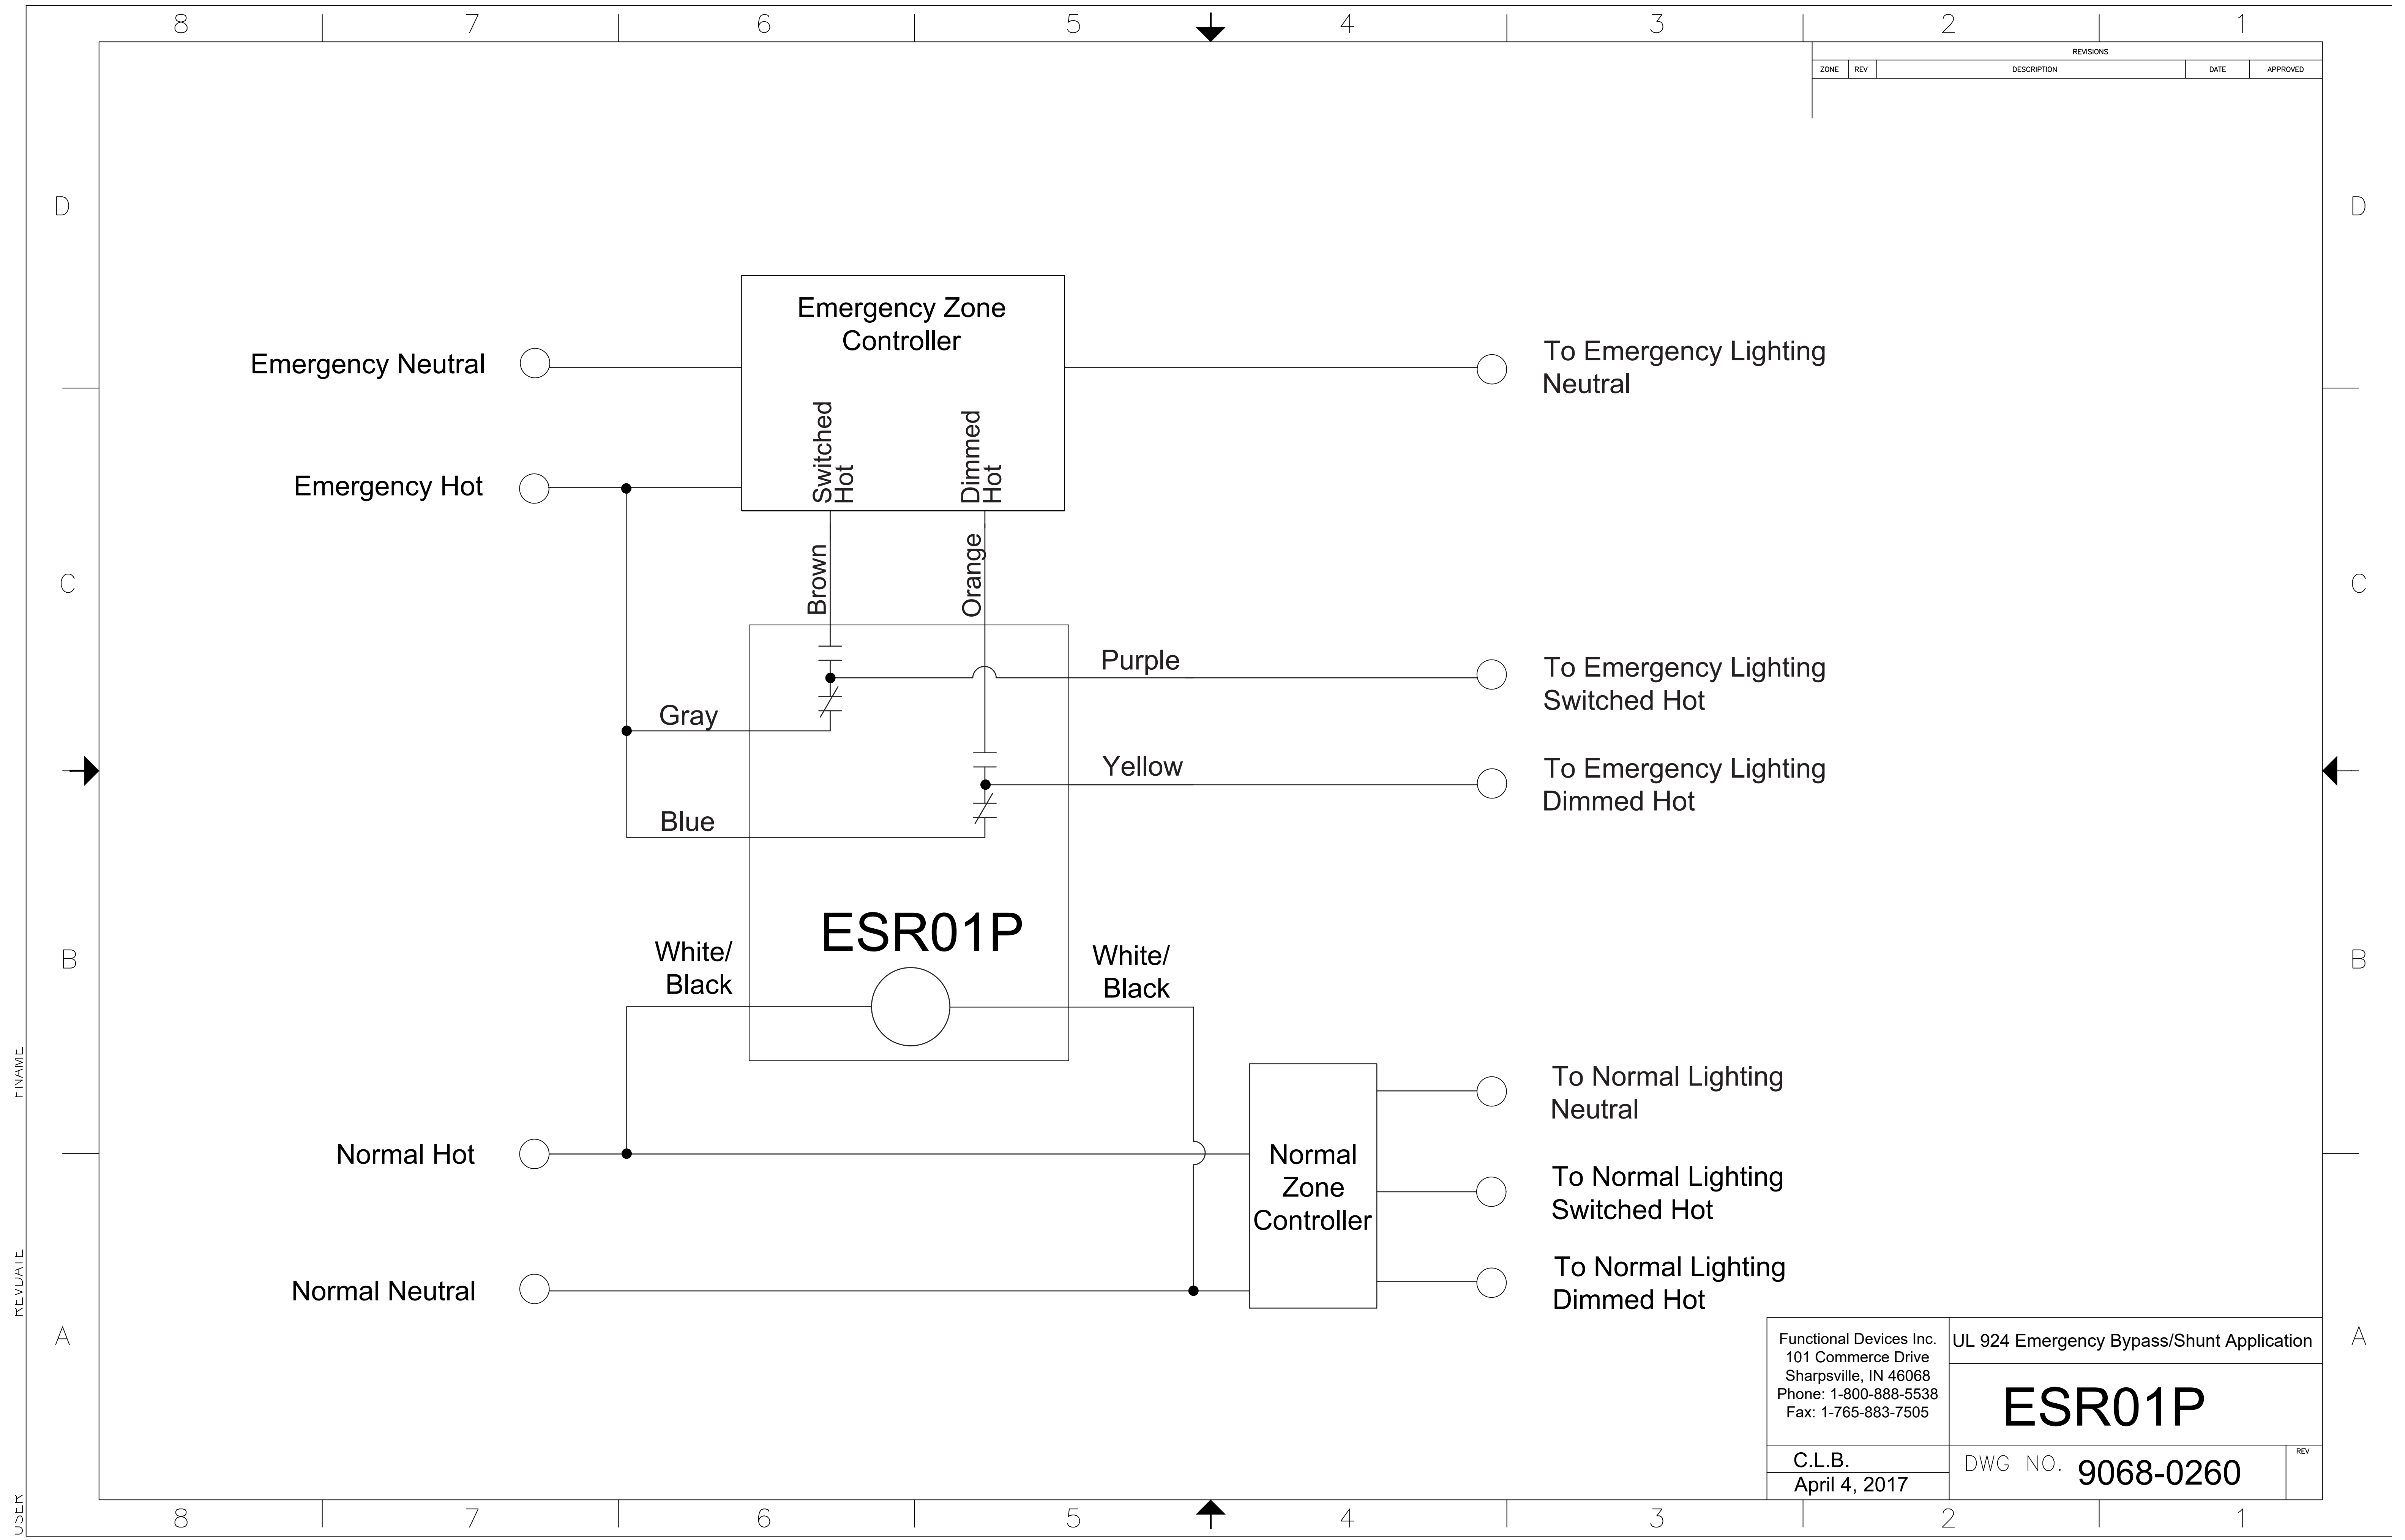 8 7 6 5 4 3 2 1
REVISIONS
ZONE REV DESCRIPTION DATE APPROVED
D D
Emergency Zone
Controller
Emergency Neutral
To Emergency Lighting
Neutral
Switched
Hot
Dimmed
Hot
Emergency Hot
Brown
Orange
C C
Purple
To Emergency Lighting
Switched Hot
Gray
Yellow
To Emergency Lighting
Dimmed Hot
Blue
ESR01P
B B
White/
Black
White/
Black
To Normal Lighting
Neutral
Normal Hot
Normal
Zone
Controller
To Normal Lighting
Switched Hot
Normal Neutral
To Normal Lighting
Dimmed Hot
A A
Functional Devices Inc.
101 Commerce Drive
Sharpsville, IN 46068
Phone: 1-800-888-5538
Fax: 1-765-883-7505
UL 924 Emergency Bypass/Shunt Application
ESR01P
C.L.B.
April 4, 2017
DWG NO. 9068-0260
REV
FNAME
REVDATE
USER
8 7 6 5 4 3 2 1